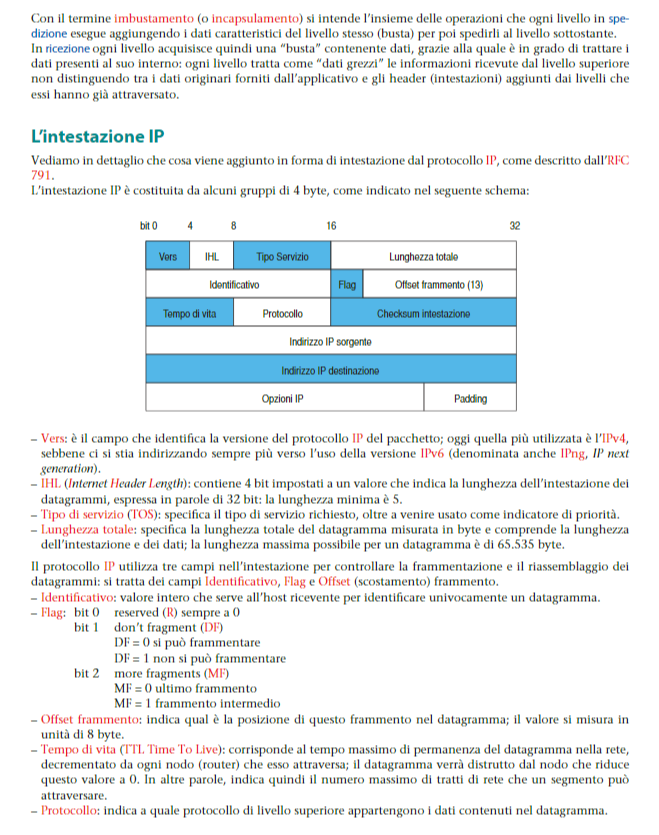 Con il termine imbustamento (o incapsulamento) si intende l'insieme delle operazioni che ogni livello in spe-
dizione esegue aggiungendo i dati caratteristici del livello stesso (busta) per poi spedirli al livello sottostante.
In ricezione ogni livello acquisisce quindi una "busta" contenente dati, grazie alla quale è in grado di trattare i
dati presenti al suo interno: ogni livello tratta come "dati grezzi" le informazioni ricevute dal livello superiore
non distinguendo tra i dati originari forniti dall'applicativo e gli header (intestazioni) aggiunti dai livelli che
essi hanno già attraversato.
L'intestazione IP
Vediamo in dettaglio che cosa viene aggiunto in forma di intestazione dal protocollo IP, come descritto dall'RFC
791.
L'intestazione IP è costituita da alcuni gruppi di 4 byte, come indicato nel seguente schema:
bit 0 4 8 16 32
Vers IHL Tipo Servizio Lunghezza totale
Identificativo Flag Offset frammento (13)
Tempo di vita Protocollo Checksum intestazione
Indirizzo IP sorgente
Indirizzo IP destinazione
Opzioni IP Padding
– Vers: è il campo che identifica la versione del protocollo IP del pacchetto; oggi quella più utilizzata è l'IPv4,
sebbene ci si stia indirizzando sempre più verso l'uso della versione IPv6 (denominata anche IPng, IP next
generation).
– IHL (Internet Header Length): contiene 4 bit impostati a un valore che indica la lunghezza dell'intestazione dei
datagrammi, espressa in parole di 32 bit: la lunghezza minima è 5.
– Tipo di servizio (TOS): specifica il tipo di servizio richiesto, oltre a venire usato come indicatore di priorità.
– Lunghezza totale: specifica la lunghezza totale del datagramma misurata in byte e comprende la lunghezza
dell'intestazione e dei dati; la lunghezza massima possibile per un datagramma è di 65.535 byte.
Il protocollo IP utilizza tre campi nell'intestazione per controllare la frammentazione e il riassemblaggio dei
datagrammi: si tratta dei campi Identificativo, Flag e Offset (scostamento) frammento.
– Identificativo: valore intero che serve all'host ricevente per identificare univocamente un datagramma.
– Flag: bit 0 reserved (R) sempre a 0
bit 1 don't fragment (DF)
DF = 0 si può frammentare
DF = 1 non si può frammentare
bit 2 more fragments (MF)
MF = 0 ultimo frammento
MF = 1 frammento intermedio
– Offset frammento: indica qual è la posizione di questo frammento nel datagramma; il valore si misura in
unità di 8 byte.
– Tempo di vita (TTL Time To Live): corrisponde al tempo massimo di permanenza del datagramma nella rete,
decrementato da ogni nodo (router) che esso attraversa; il datagramma verrà distrutto dal nodo che riduce
questo valore a 0. In altre parole, indica quindi il numero massimo di tratti di rete che un segmento può
attraversare.
– Protocollo: indica a quale protocollo di livello superiore appartengono i dati contenuti nel datagramma.